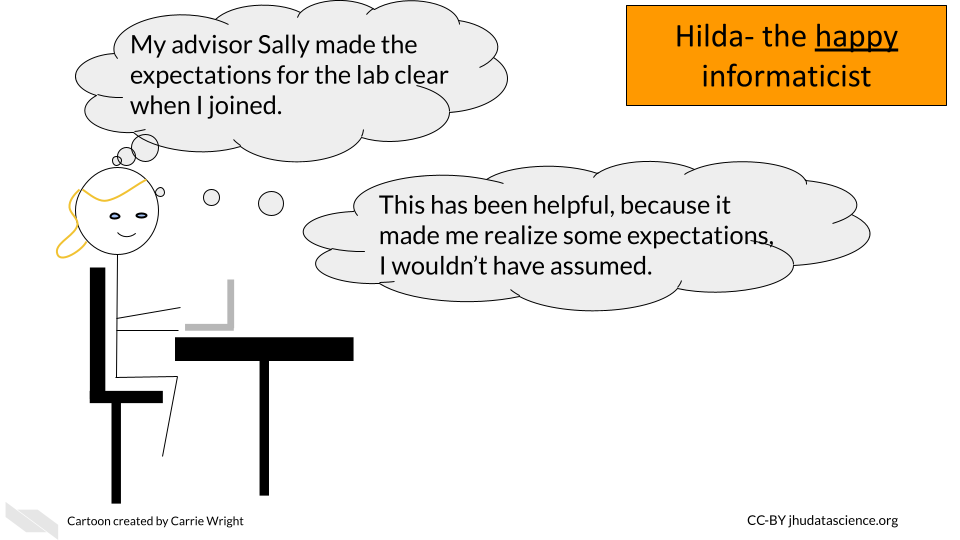 My advisor Sally made the
expectations for the lab clear
when I joined.
Hilda- the happy
informaticist
This has been helpful, because it
made me realize some expectations,
I wouldn’t have assumed.
Cartoon created by Carrie Wright
CC-BY jhudatascience.org